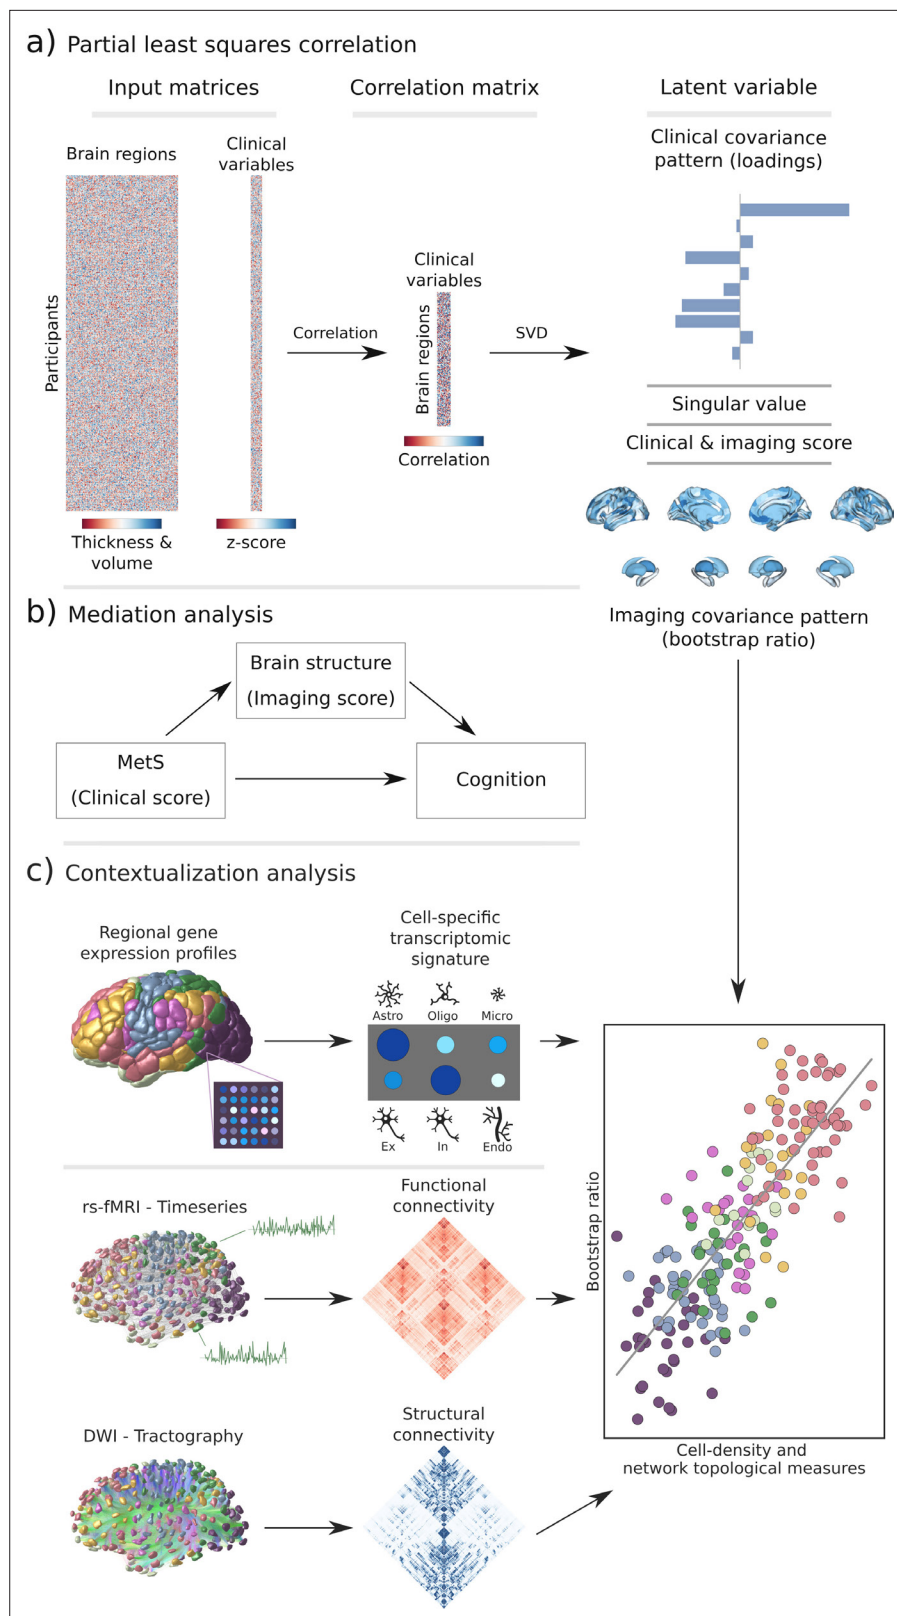 a) Partial least squares correlation
Input matrices
Correlation matrix
Latent variable
Brain regions
Clinical
variables
Participants
Thickness &
volume
z-score
Correlation
Clinical
variables
Brain regions
Correlation
SVD
Clinical covariance
pattern (loadings)
Singular value
Clinical & imaging score
Imaging covariance pattern
(bootstrap ratio)
b) Mediation analysis
Brain structure
(Imaging score)
MetS
(Clinical score)
Cognition
c) Contextualization analysis
Regional gene
expression profiles
Cell-specific
transcriptomic
signature
Astro Oligo Micro
Ex In Endo
rs-fMRI - Timeseries
Functional
connectivity
DWI - Tractography
Structural
connectivity
Bootstrap ratio
Cell-density and
network topological measures